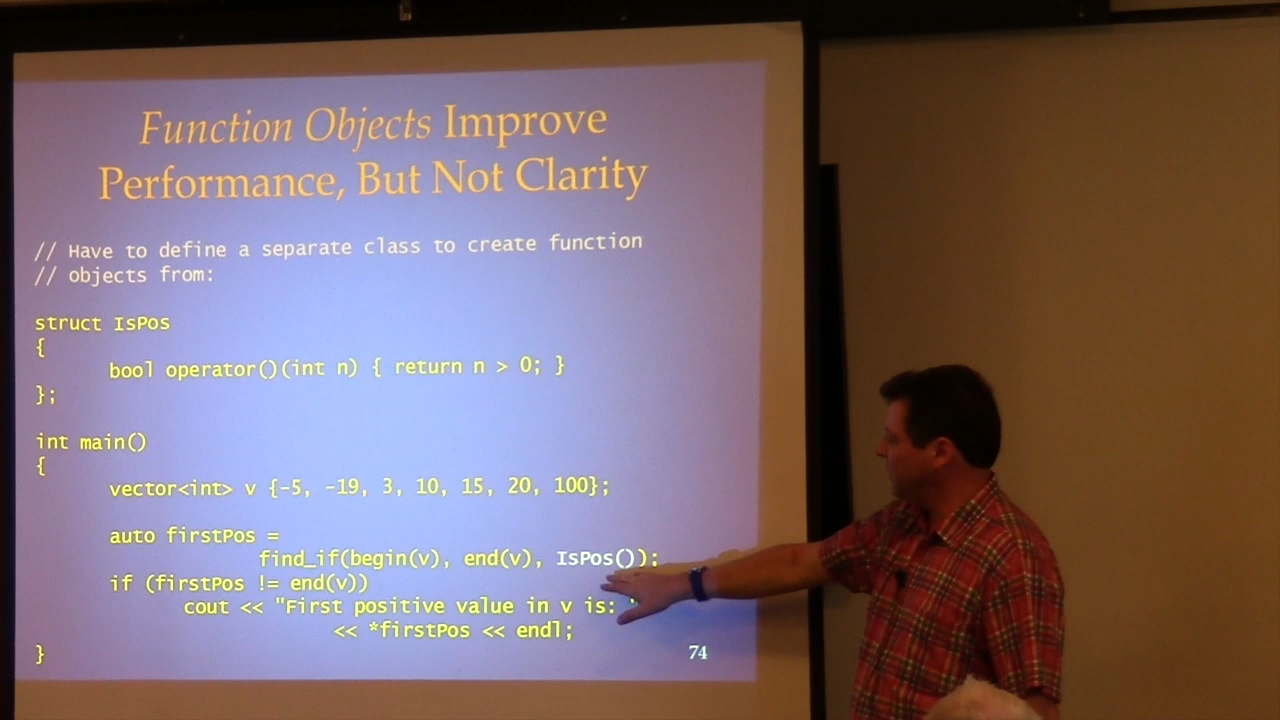 Function Objects Improve
Performance, But Not Clarity
// Have to define a separate class to create function
// objects from:
struct IsPos
{
bool operator()(int n) { return n > 0; }
};
int main()
{
vector<int> v {-5, -19, 3, 10, 15, 20, 100};
auto firstPos =
find_if(begin(v), end(v), IsPos());
if (firstPos != end(v))
cout << "First positive value in v is: "
<< *firstPos << endl;
}
74